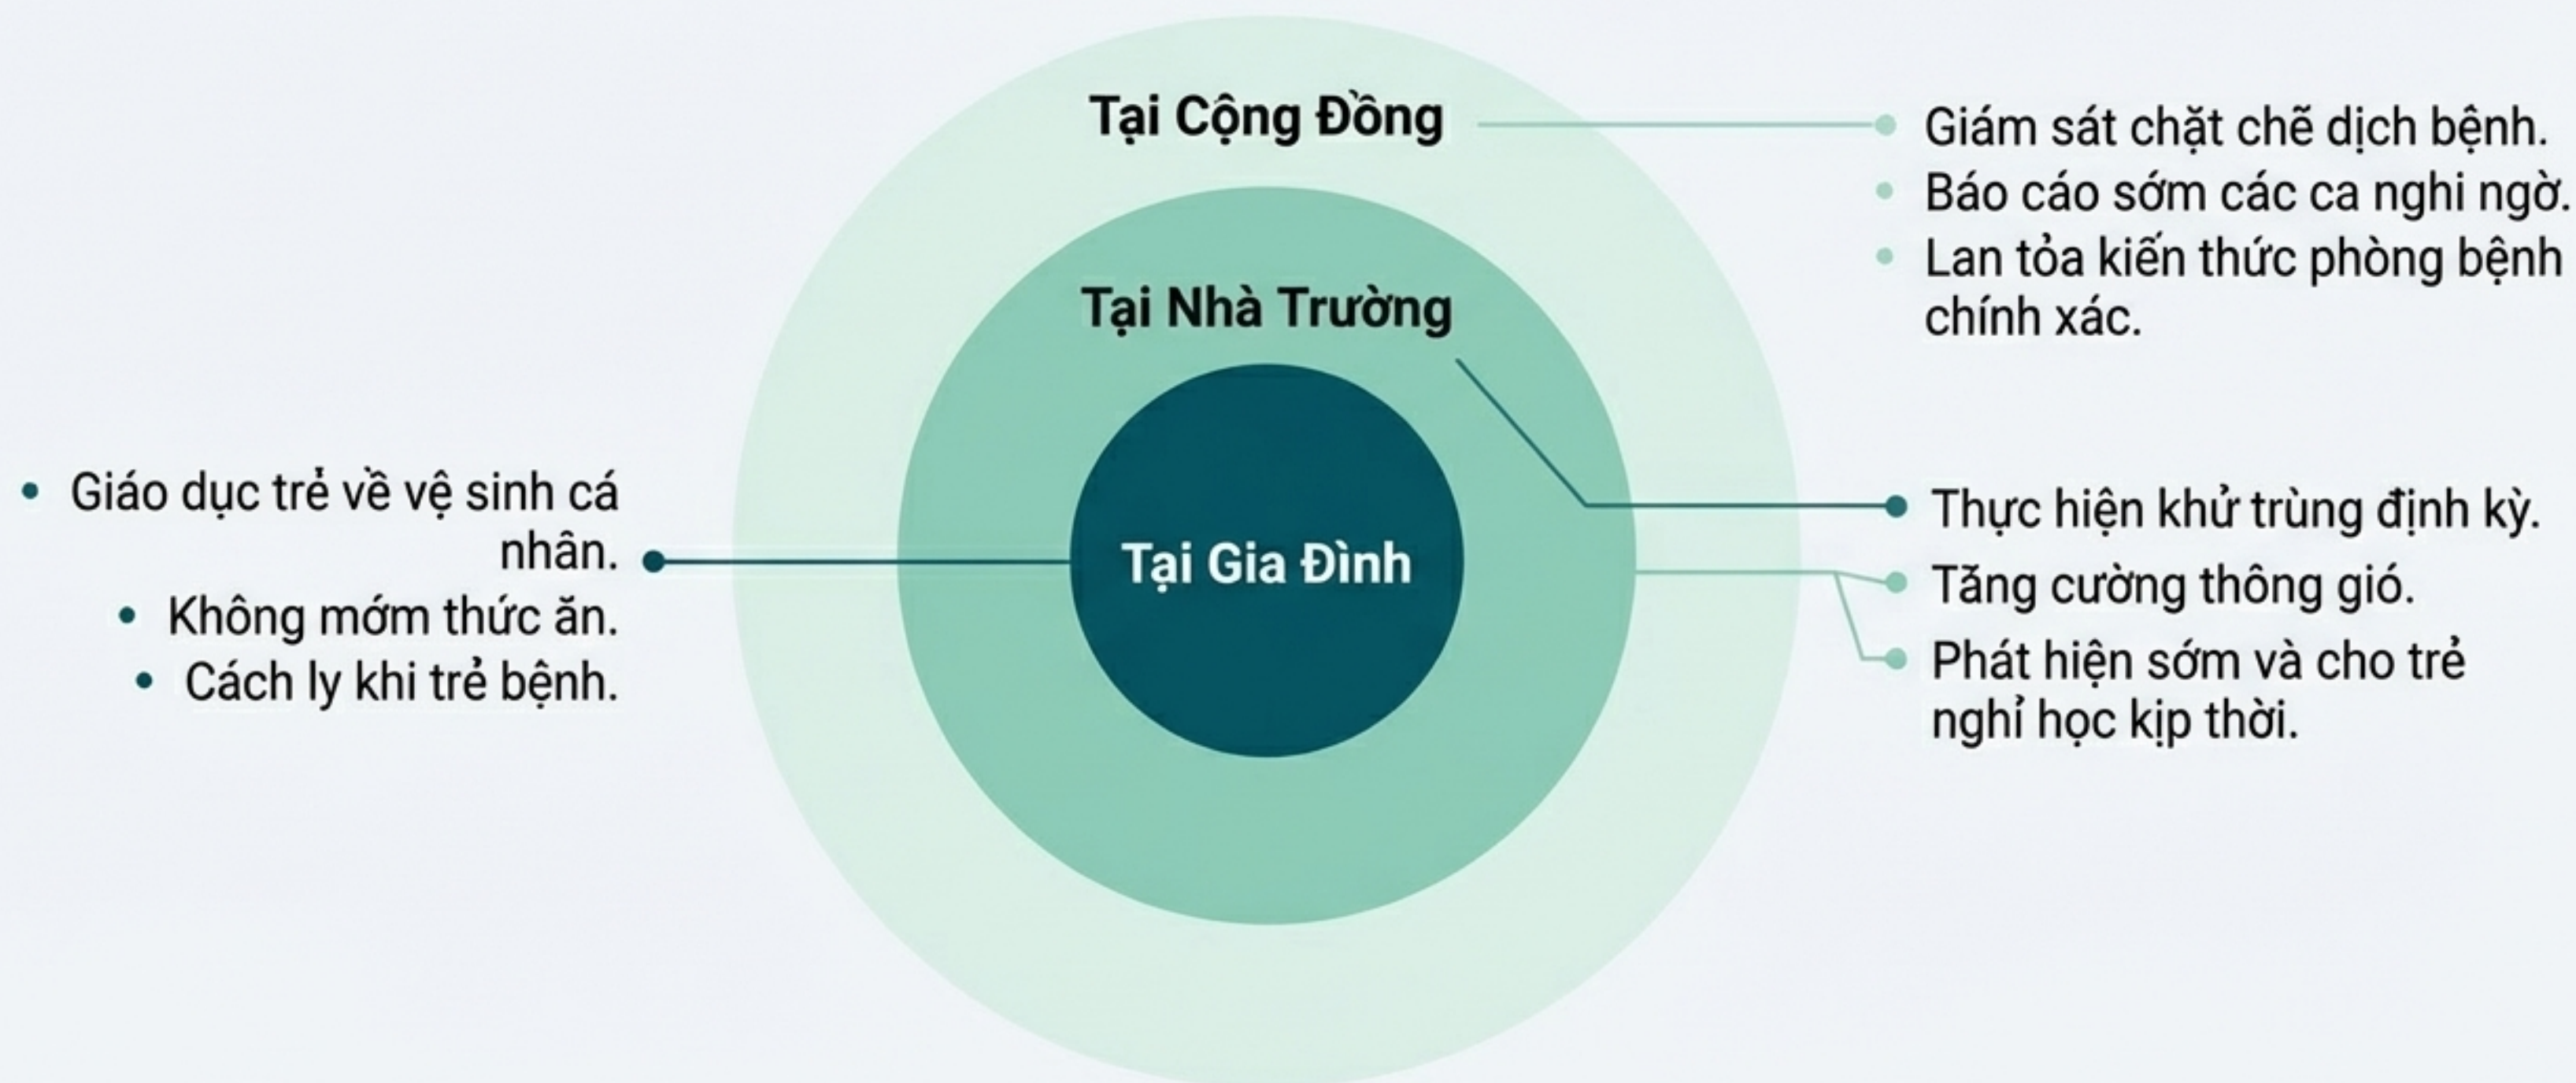 Tại Cộng Đồng
Giám sát chặt chẽ dịch bệnh.
Báo cáo sớm các ca nghi ngờ.
Lan tỏa kiến thức phòng bệnh
chính xác.
Tại Nhà Trường
Thực hiện khử trùng định kỳ.
Tăng cường thông gió.
Phát hiện sớm và cho trẻ
nghỉ học kịp thời.
Tại Gia Đình
Giáo dục trẻ về vệ sinh cá
nhân.
Không mớm thức ăn.
Cách ly khi trẻ bệnh.